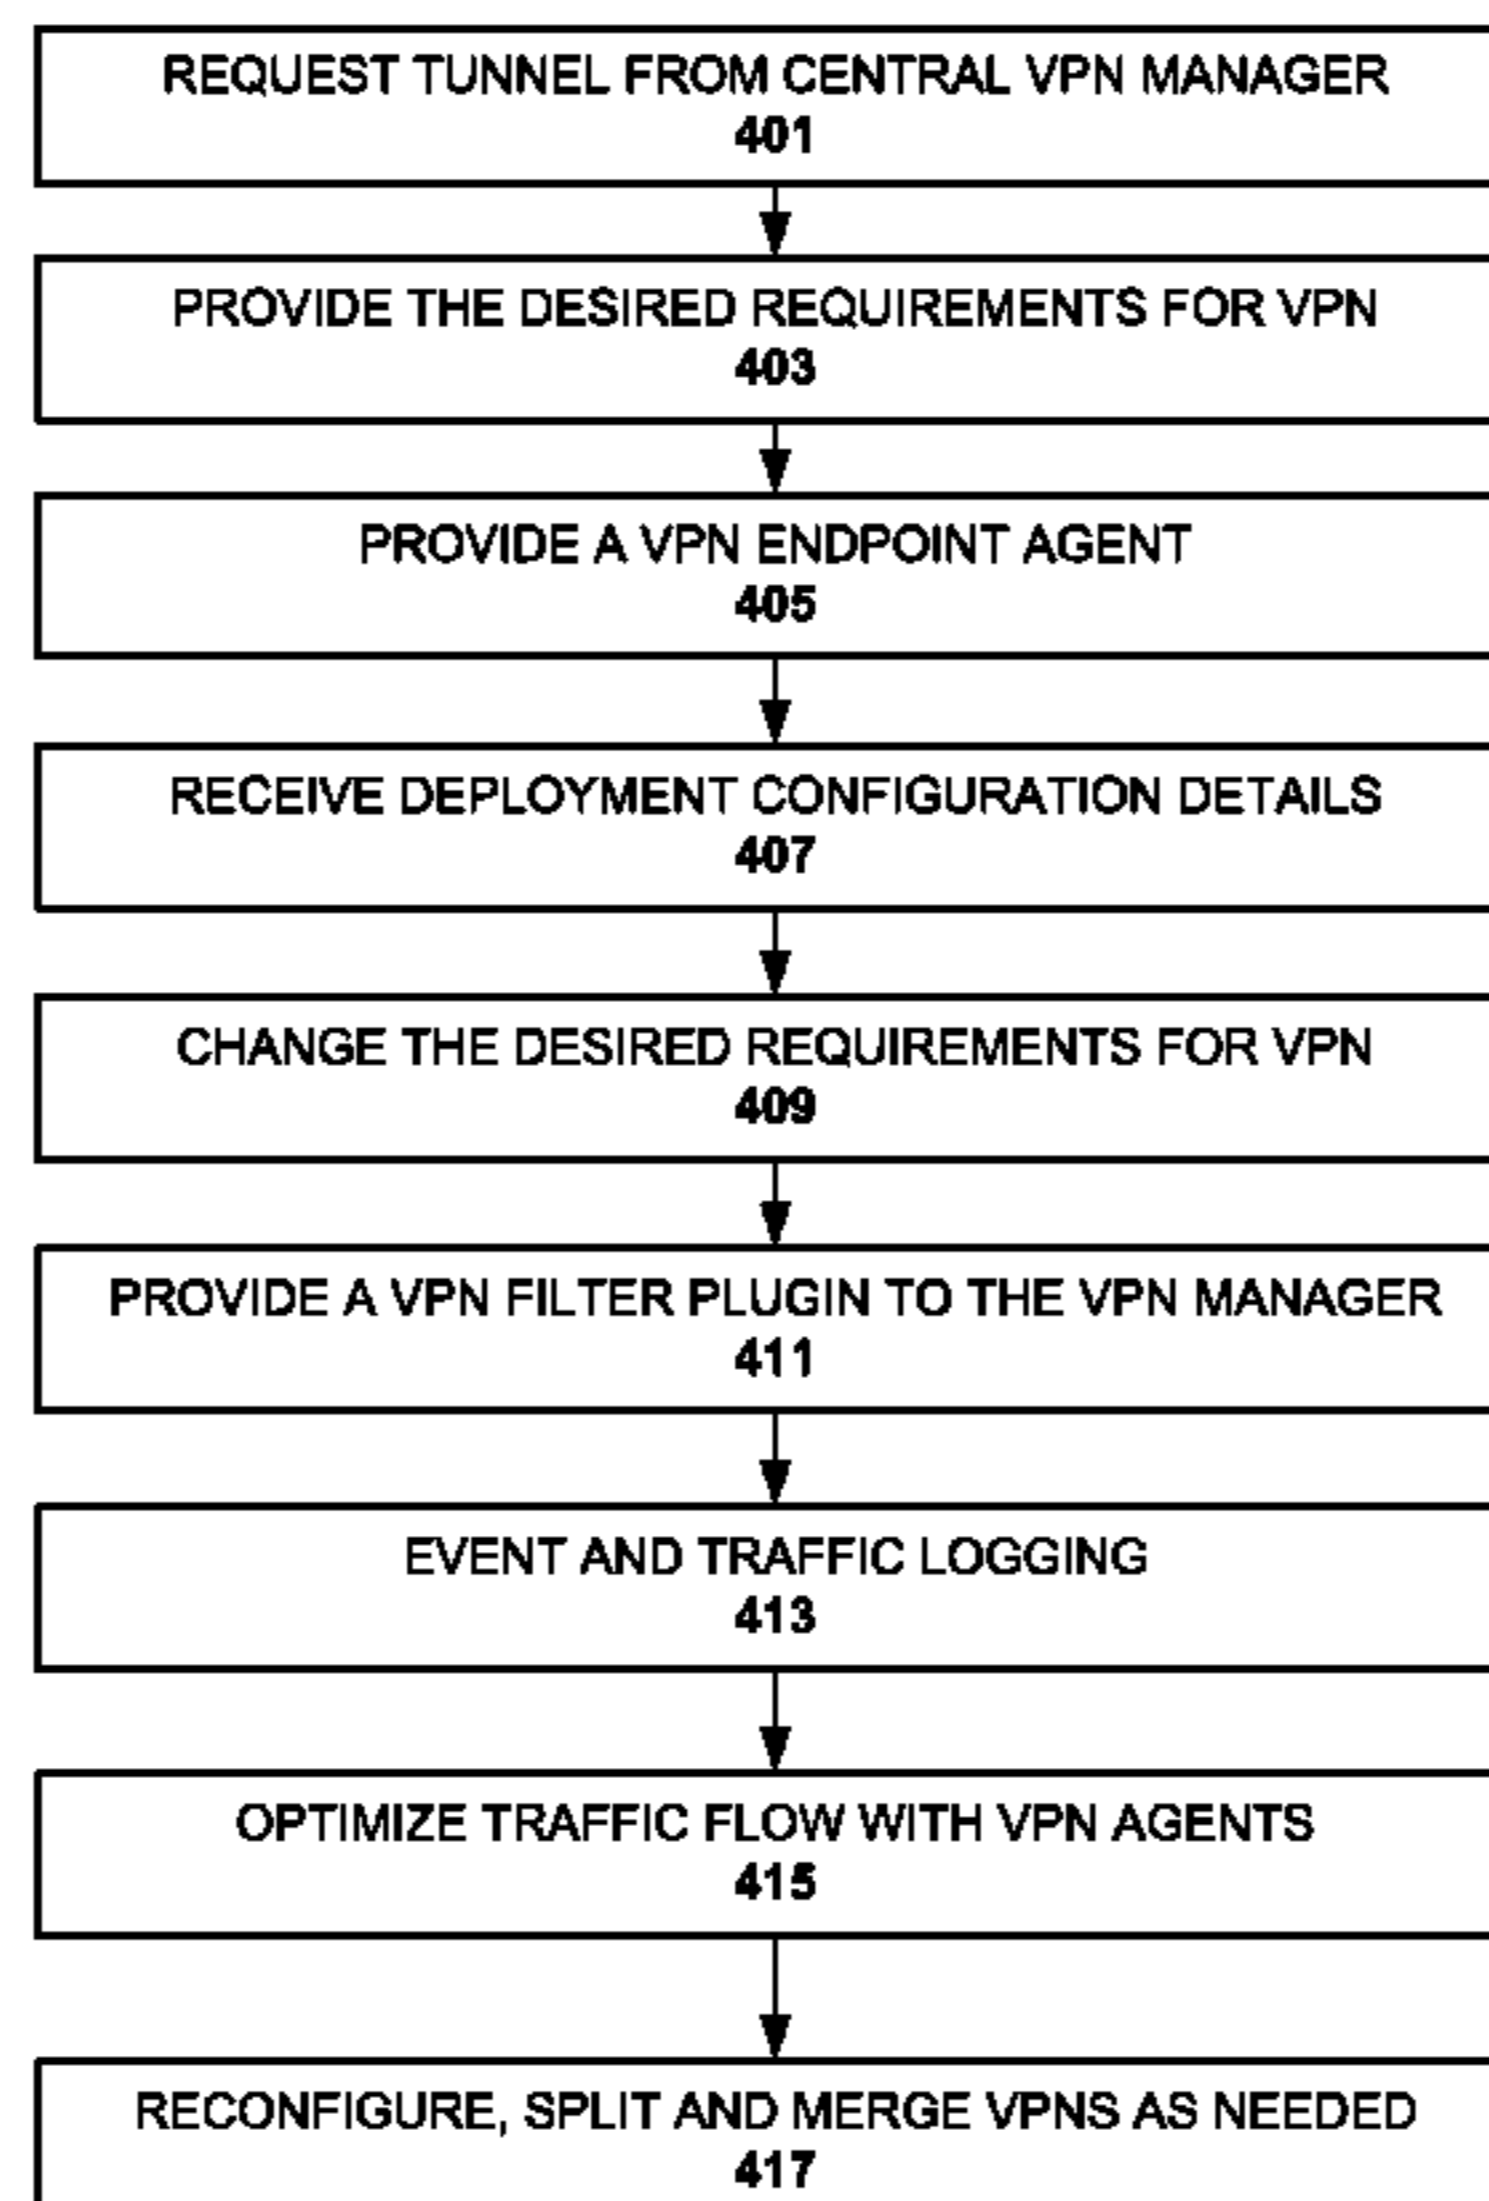 REQUEST TUNNEL FROM CENTRAL VPN MANAGER
401
PROVIDE THE DESIRED REQUIREMENTS FOR VPN
403
PROVIDE A VPN ENDPOINT AGENT
405
RECEIVE DEPLOYMENT CONFIGURATION DETAILS
407
CHANGE THE DESIRED REQUIREMENTS FOR VPN
409
PROVIDE A VPN FILTER PLUGIN TO THE VPN MANAGER
411
EVENT AND TRAFFIC LOGGING
413
OPTIMIZE TRAFFIC FLOW WITH VPN AGENTS
415
RECONFIGURE, SPLIT AND MERGE VPNS AS NEEDED
417